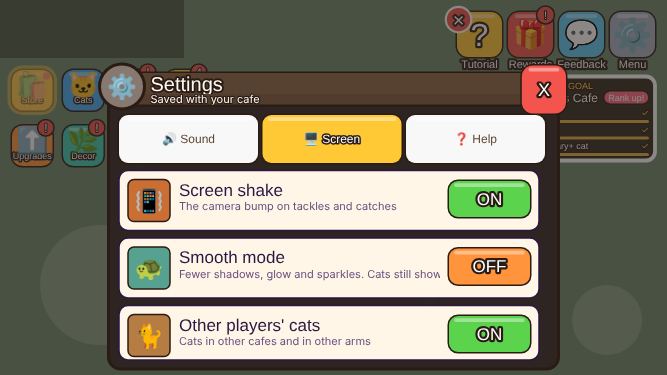 Tutorial
Rewards
Feedback
Menu
Store
Cats
Settings
Saved with your cafe
X
GOAL
Cafe
Rank up!
Sound
Screen
Help
Upgrades
Decor
cat
Screen shake
The camera bump on tackles and catches
ON
Smooth mode
Fewer shadows, glow and sparkles. Cats still show
OFF
Other players' cats
Cats in other cafes and in other arms
ON